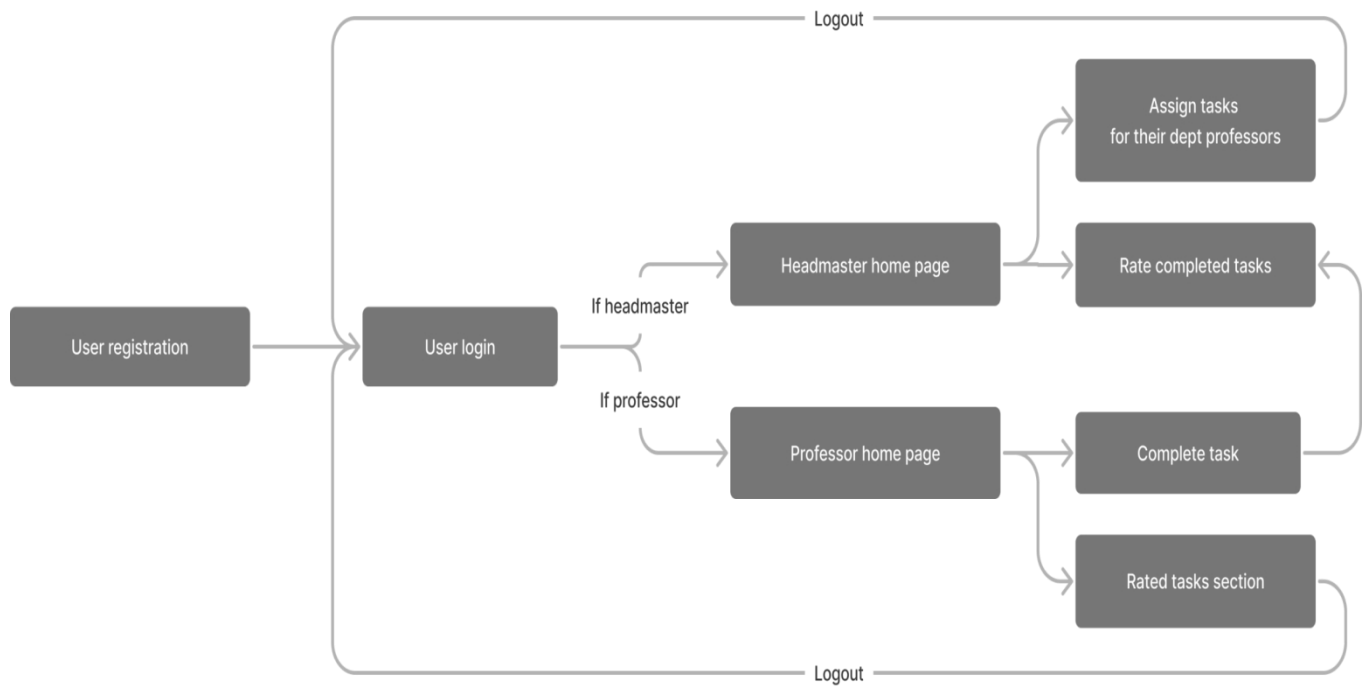 Logout
Assign tasks
for their dept professors
Headmaster home page
Rate completed tasks
If headmaster
User registration
User login
If professor
Professor home page
Complete task
Rated tasks section
Logout